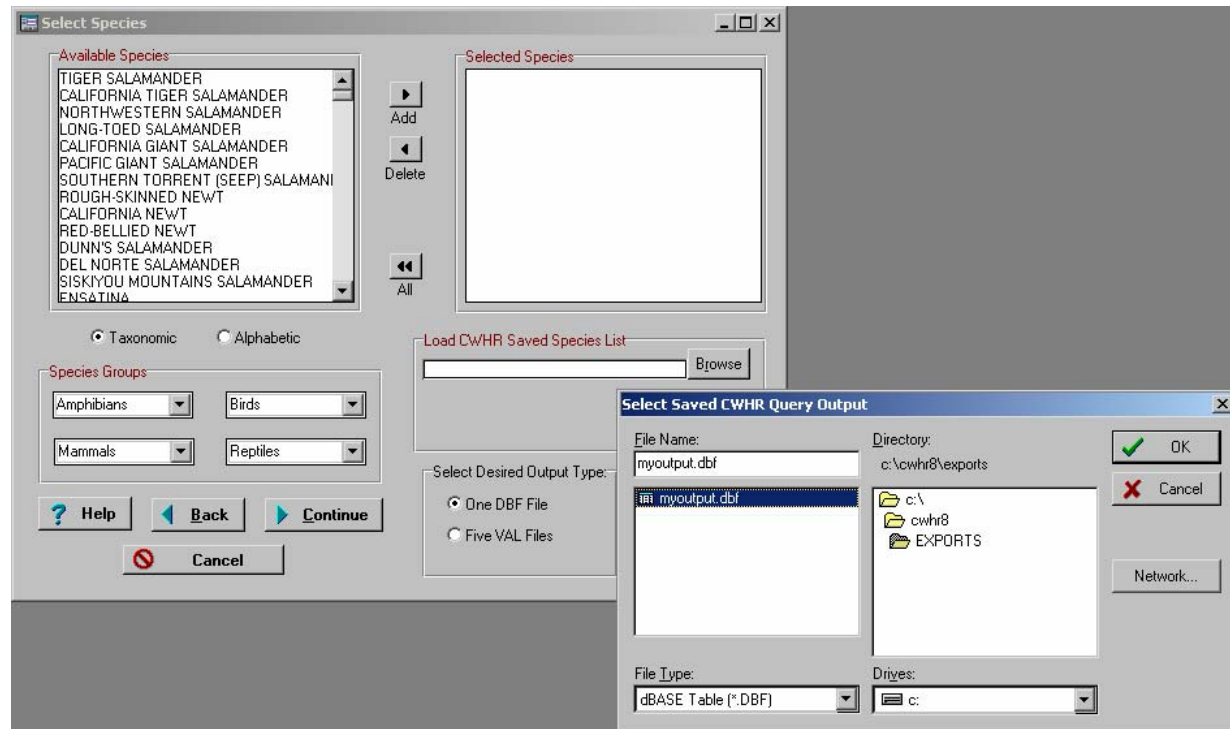 Select Species
Available Species
TIGER SALAMANDER
CALIFORNIA TIGER SALAMANDER
NORTHWESTERN SALAMANDER
LONG-TOED SALAMANDER
CALIFORNIA GIANT SALAMANDER
PACIFIC GIANT SALAMANDER
SOUTHERN TORRENT (SEEP) SALAMANI
ROUGH-SKINNED NEWT
CALIFORNIA NEWT
RED-BELLIED NEWT
DUNN'S SALAMANDER
DEL NORTE SALAMANDER
SISKIYOU MOUNTAINS SALAMANDER
ENSATINA
Add
Delete
All
Selected Species
Taxonomic
Alphabetic
Species Groups
Amphibians
Birds
Mammals
Reptiles
Help
Back
Continue
Cancel
Load CWHR Saved Species List
Browse
Select Desired Output Type:
One DBF File
Five VAL Files
Select Saved CWHR Query Output
File Name:
myoutput.dbf
myoutput.dbf
Directory:
c:\cwhr8\exports
c:\
cwhr8
EXPORTS
OK
Cancel
Network...
File Type:
dBASE Table (*.DBF)
Drives:
c: